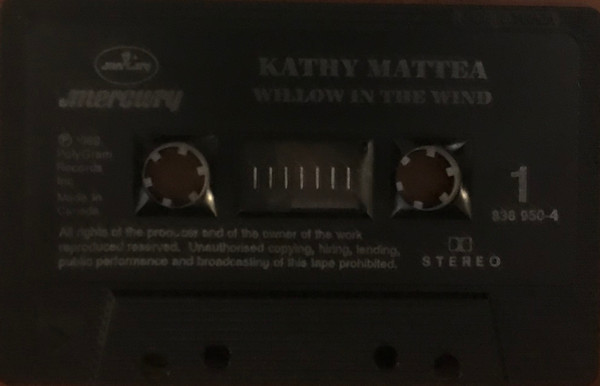 mercury
KATHY MATTEA
mercury
WILLOW IN THE WIND
℗ 1989
PolyGram
Records
Inc.
Made in
Canada
1
836 950-4
All rights of the producer and of the owner of the work
reproduced reserved. Unauthorised copying, hiring, lending,
public performance and broadcasting of this tape prohibited.
STEREO